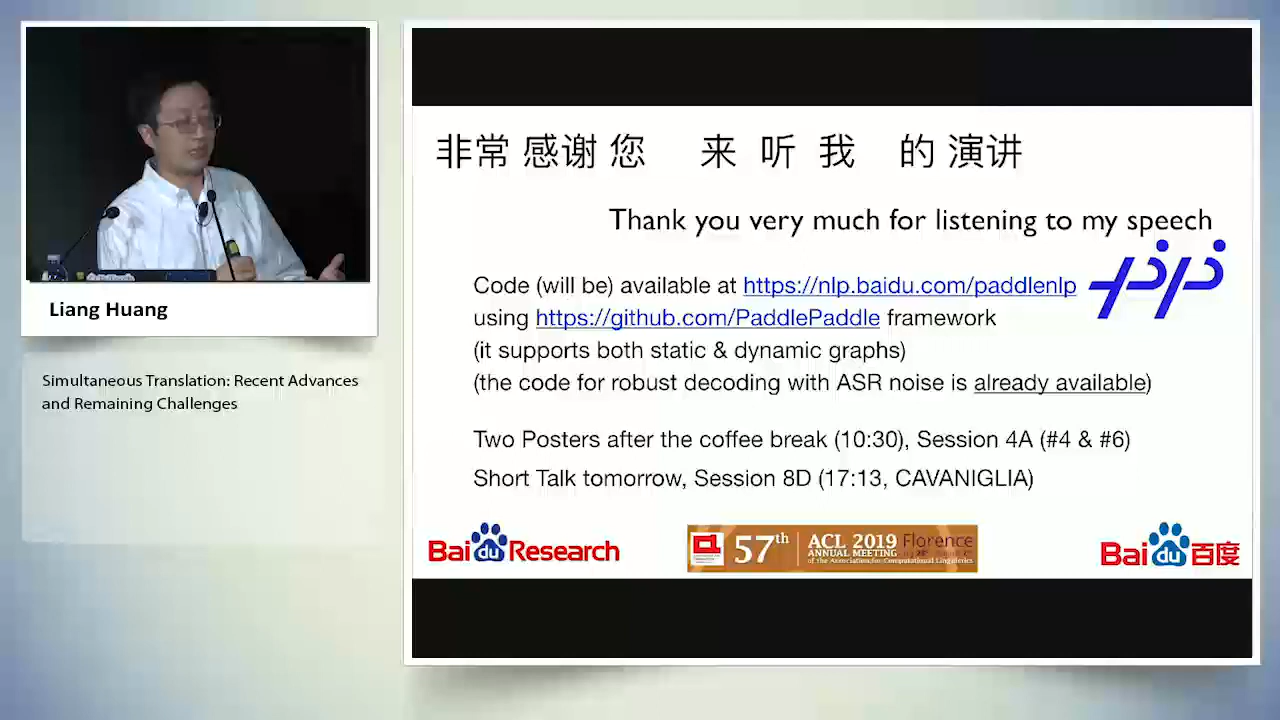 Liang Huang
Simultaneous Translation: Recent Advances
and Remaining Challenges
非常 感谢 您 来 听 我 的 演讲
Thank you very much for listening to my speech
Code (will be) available at https://nlp.baidu.com/paddlenlp
using https://github.com/PaddlePaddle framework
(it supports both static & dynamic graphs)
(the code for robust decoding with ASR noise is already available)
Two Posters after the coffee break (10:30), Session 4A (#4 & #6)
Short Talk tomorrow, Session 8D (17:13, CAVANIGLIA)
Baidu Research
57th ACL 2019 Florence
ANNUAL MEETING
of the Association for Computational Linguistics
Baidu百度